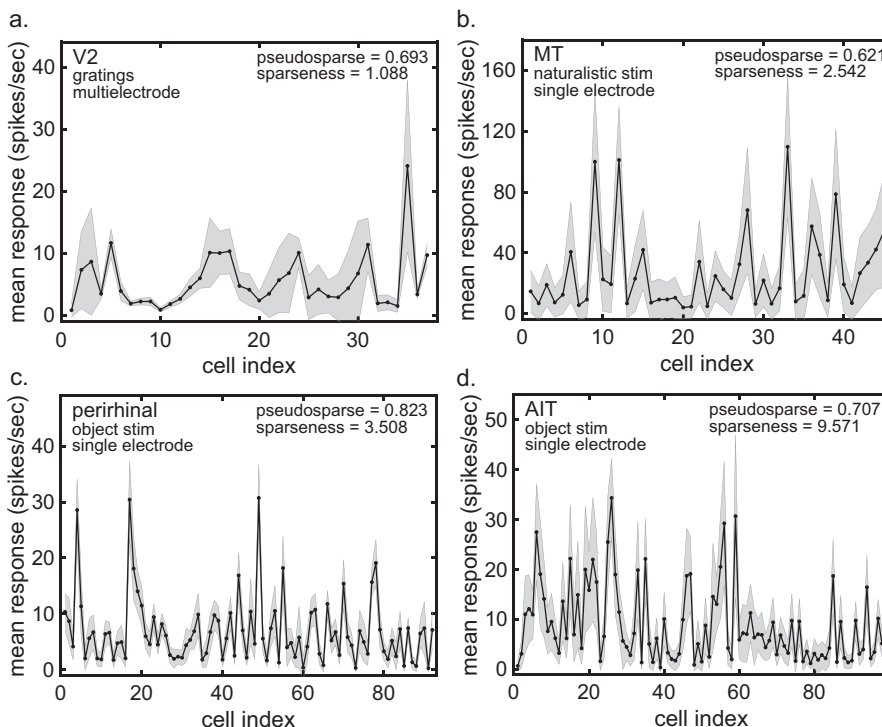 a.
V2
gratings
multielectrode
pseudosparse = 0.693
sparseness = 1.088
mean response (spikes/sec)
40
30
20
10
0
0 10 20 30
cell index
b.
MT
naturalistic stim
single electrode
pseudosparse = 0.621
sparseness = 2.542
mean response (spikes/sec)
160
120
80
40
0
0 10 20 30 40
cell index
c.
perirhinal
object stim
single electrode
pseudosparse = 0.823
sparseness = 3.508
mean response (spikes/sec)
40
30
20
10
0
0 20 40 60 80
cell index
d.
AIT
object stim
single electrode
pseudosparse = 0.707
sparseness = 9.571
mean response (spikes/sec)
50
40
30
20
10
0
0 20 40 60 80
cell index